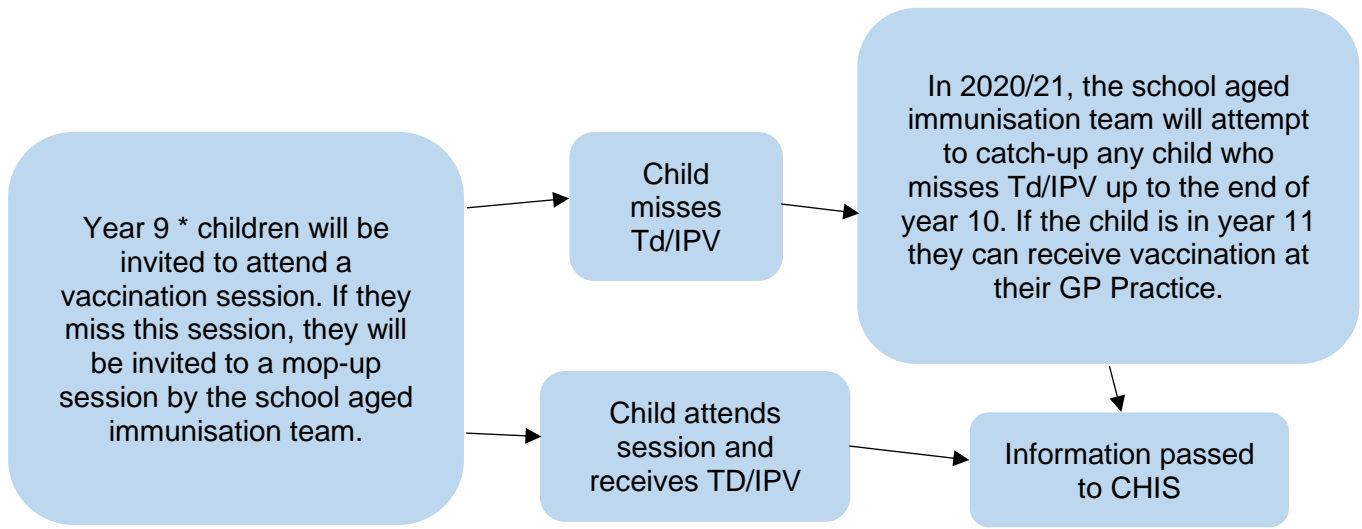 Year 9 * children will be
invited to attend a
vaccination session. If they
miss this session, they will
be invited to a mop-up
session by the school aged
immunisation team.
Child
misses
Td/IPV
In 2020/21, the school aged
immunisation team will attempt
to catch-up any child who
misses Td/IPV up to the end of
year 10. If the child is in year 11
they can receive vaccination at
their GP Practice.
Child attends
session and
receives TD/IPV
Information passed
to CHIS